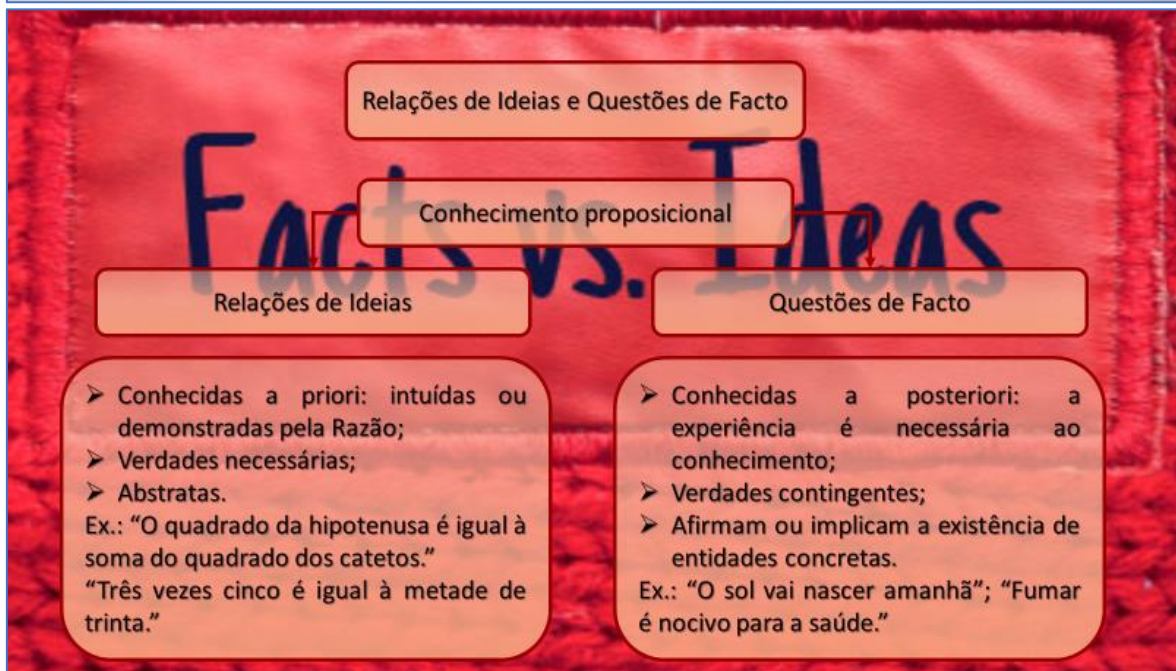 Relações de Ideias e Questões de Facto
Facts vs. Ideas
Conhecimento proposicional
Relações de Ideias
Questões de Facto
➢ Conhecidas a priori: intuídas ou
demonstradas pela Razão;
➢ Verdades necessárias;
➢ Abstratas.
Ex.: “O quadrado da hipotenusa é igual à
soma do quadrado dos catetos.”
“Três vezes cinco é igual à metade de
trinta.”
➢ Conhecidas a posteriori: a
experiência é necessária ao
conhecimento;
➢ Verdades contingentes;
➢ Afirmam ou implicam a existência de
entidades concretas.
Ex.: “O sol vai nascer amanhã”; “Fumar
é nocivo para a saúde.”